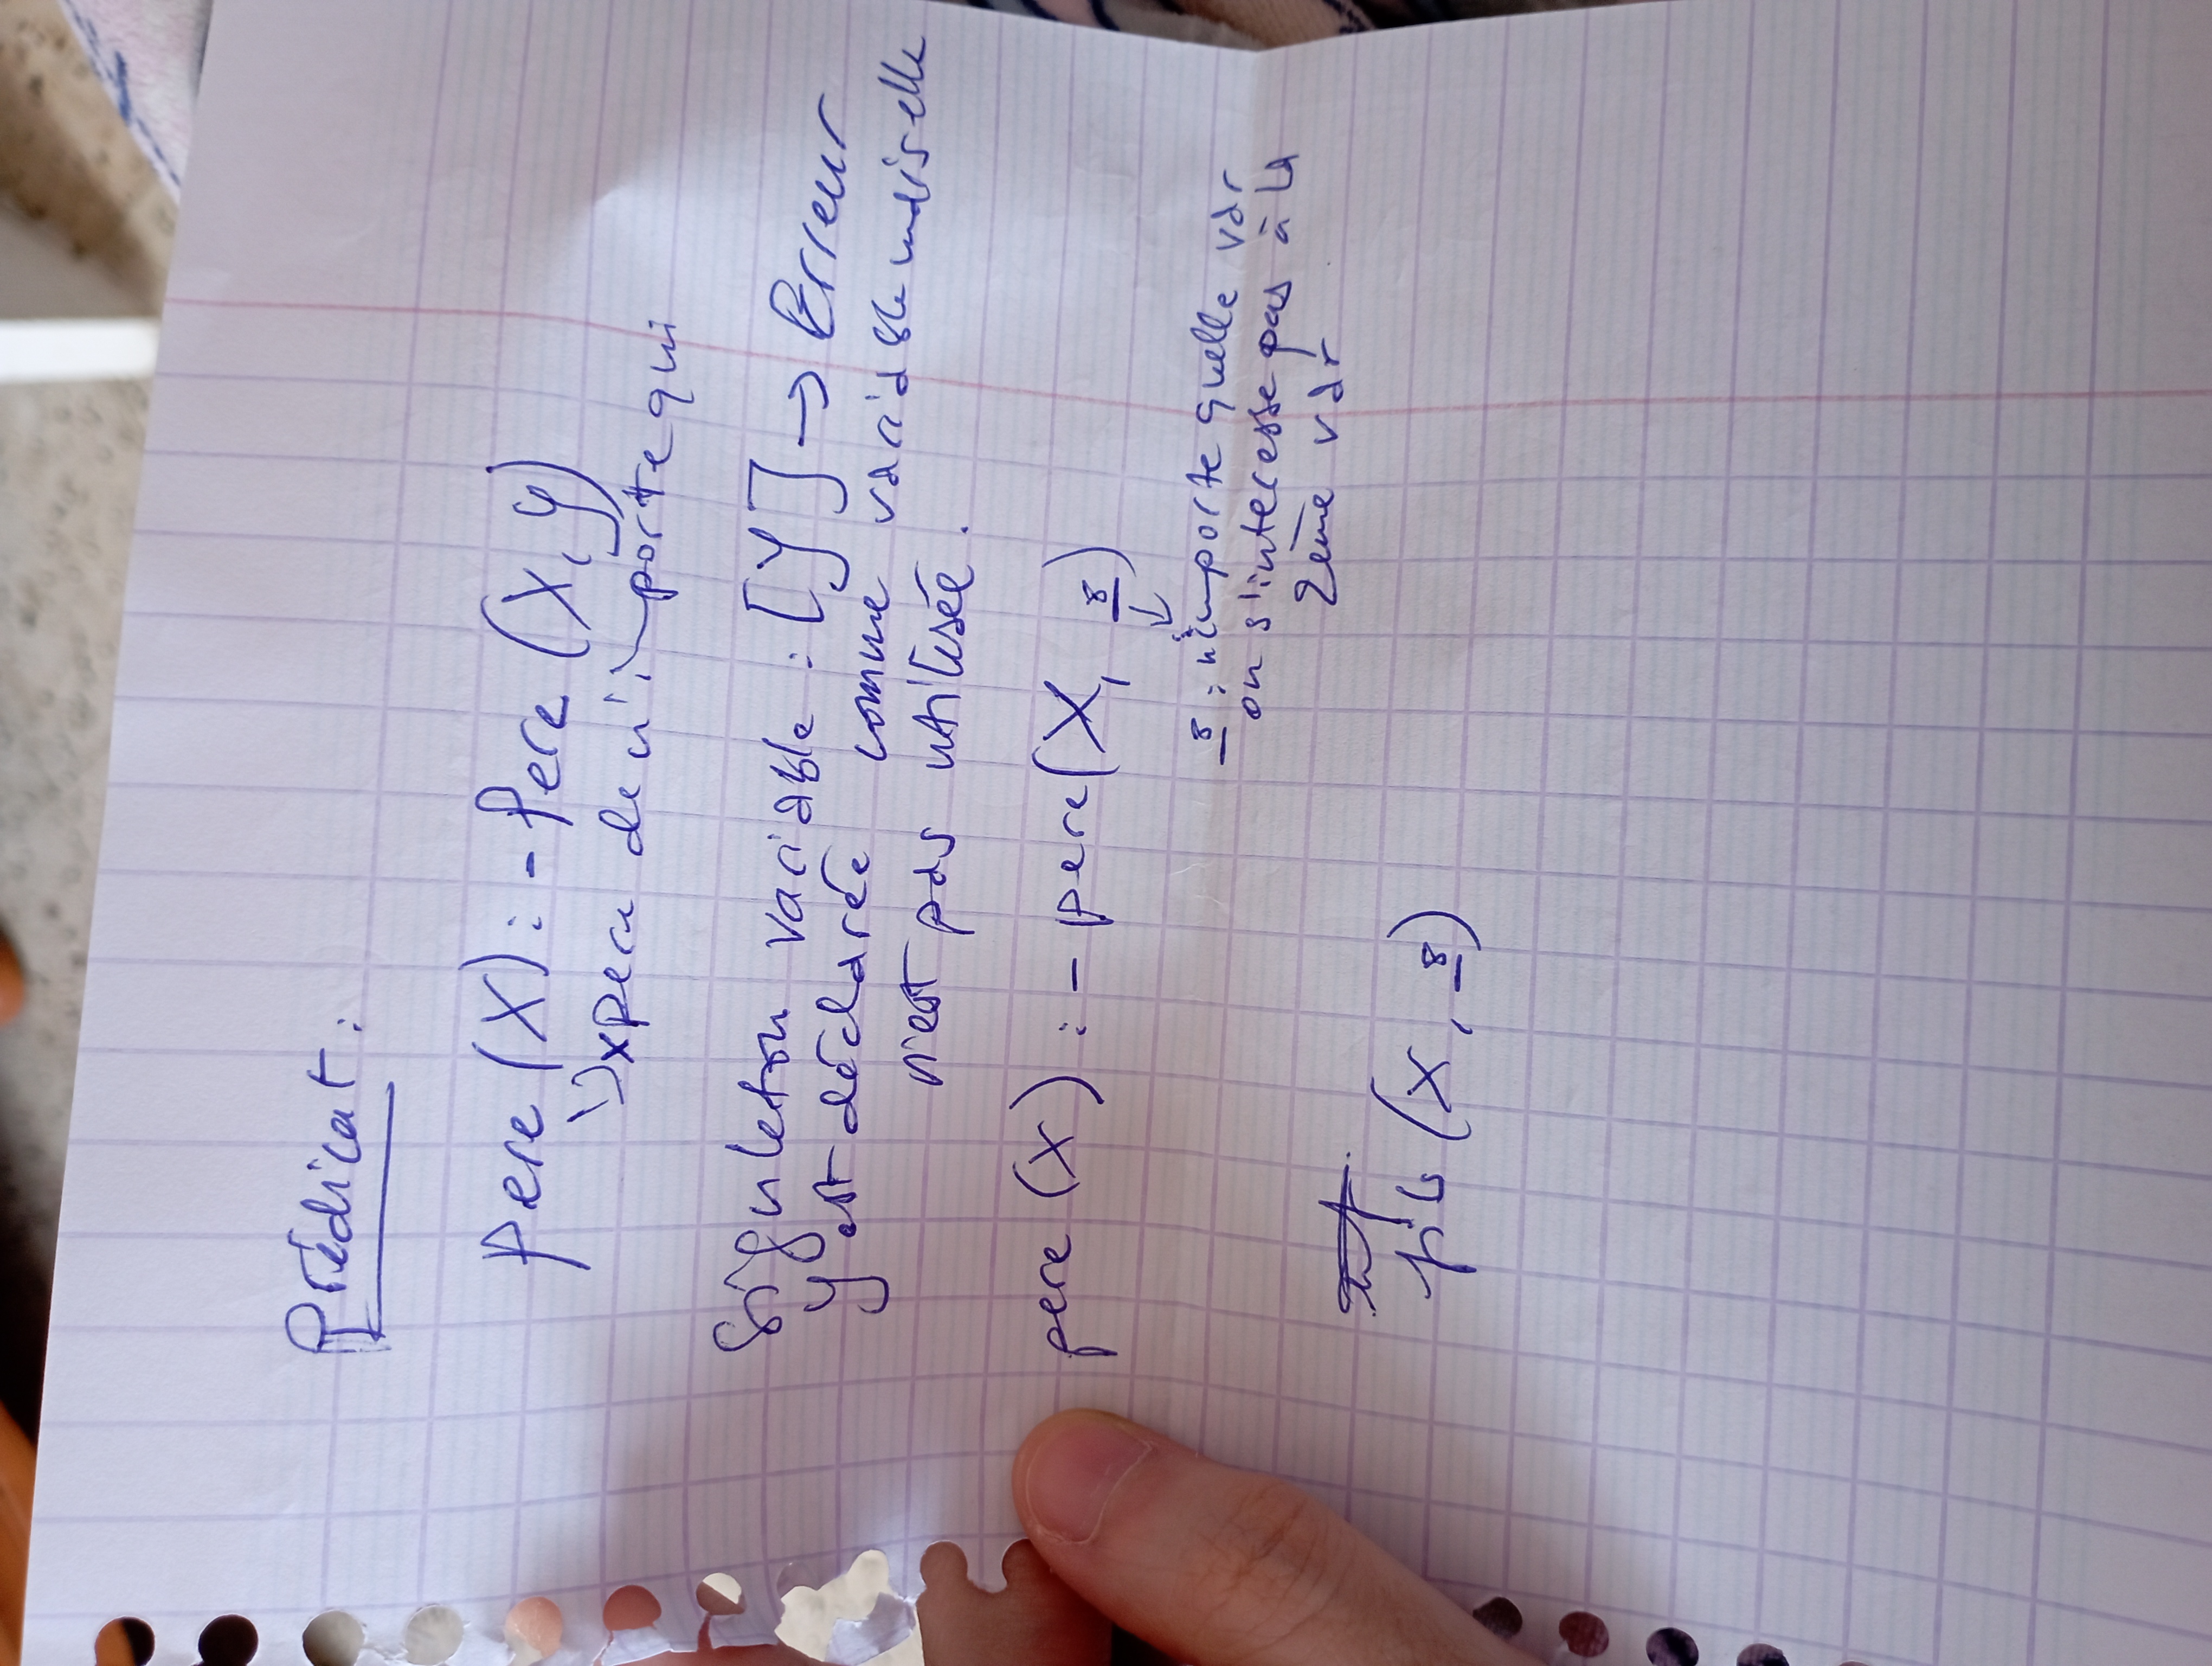 Prédicat :
pere (X) : - Pere (X, y)
X pere de n'importe qui
Singuleton variable : [y] → Erreur
y est déclarée comme variable mais elle
n'est pas utilisée .
pere (X) : - pere(X, _8)
↓
_8 : n'importe quelle var
on s'interesse pas à la
2ème var
fils (X, _8)